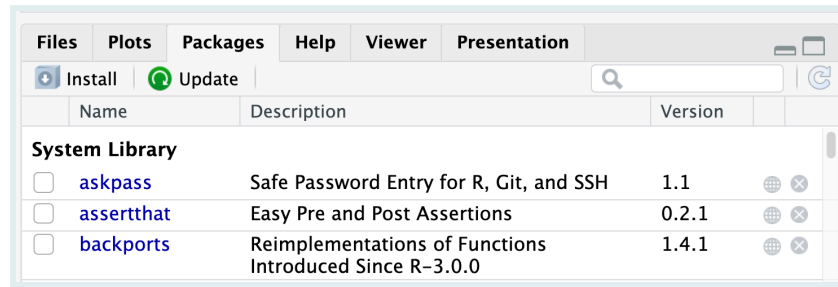 Files Plots Packages Help Viewer Presentation
Install Update
Name Description Version
System Library
askpass Safe Password Entry for R, Git, and SSH 1.1
assertthat Easy Pre and Post Assertions 0.2.1
backports Reimplementations of Functions 1.4.1
Introduced Since R-3.0.0